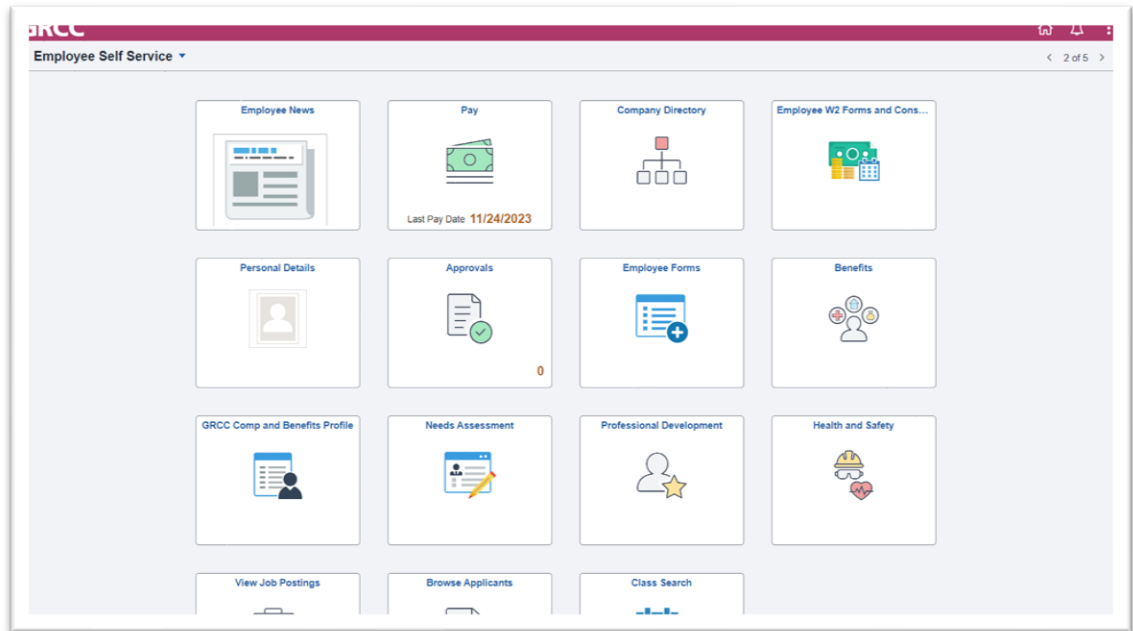 GRCC
Employee Self Service
2 of 5
Employee News
Pay
Company Directory
Employee W2 Forms and Cons...
Last Pay Date 11/24/2023
Personal Details
Approvals
Employee Forms
Benefits
0
GRCC Comp and Benefits Profile
Needs Assessment
Professional Development
Health and Safety
View Job Postings
Browse Applicants
Class Search